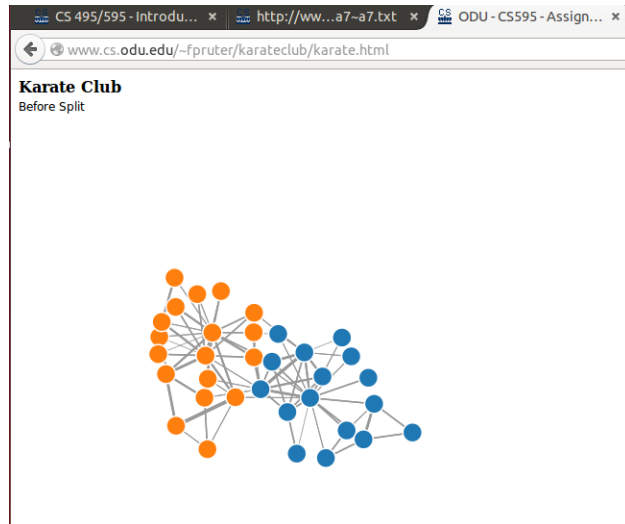 CS 495/595 - Introdu... ×
http://ww...a7~a7.txt ×
ODU - CS595 - Assign... ×
www.cs.odu.edu/~fpruter/karateclub/karate.html
Karate Club
Before Split